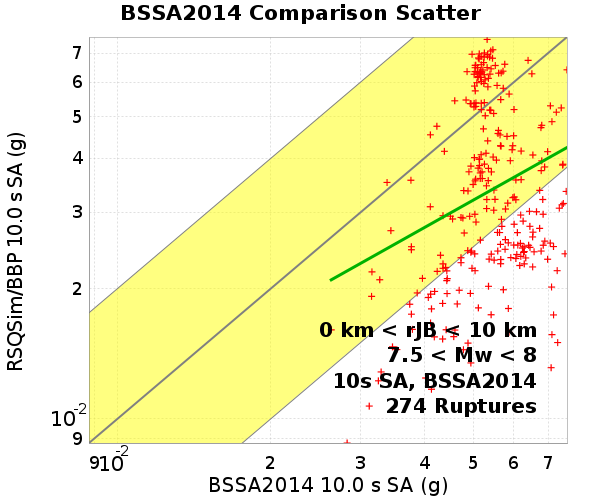 BSSA2014 Comparison Scatter
RSQSim/BBP 10.0 s SA (g)
7
6
5
4
3
2
10-2
9
0 km < rJB < 10 km
7.5 < Mw < 8
10s SA, BSSA2014
274 Ruptures
9 10-2 2 3 4 5 6 7
BSSA2014 10.0 s SA (g)